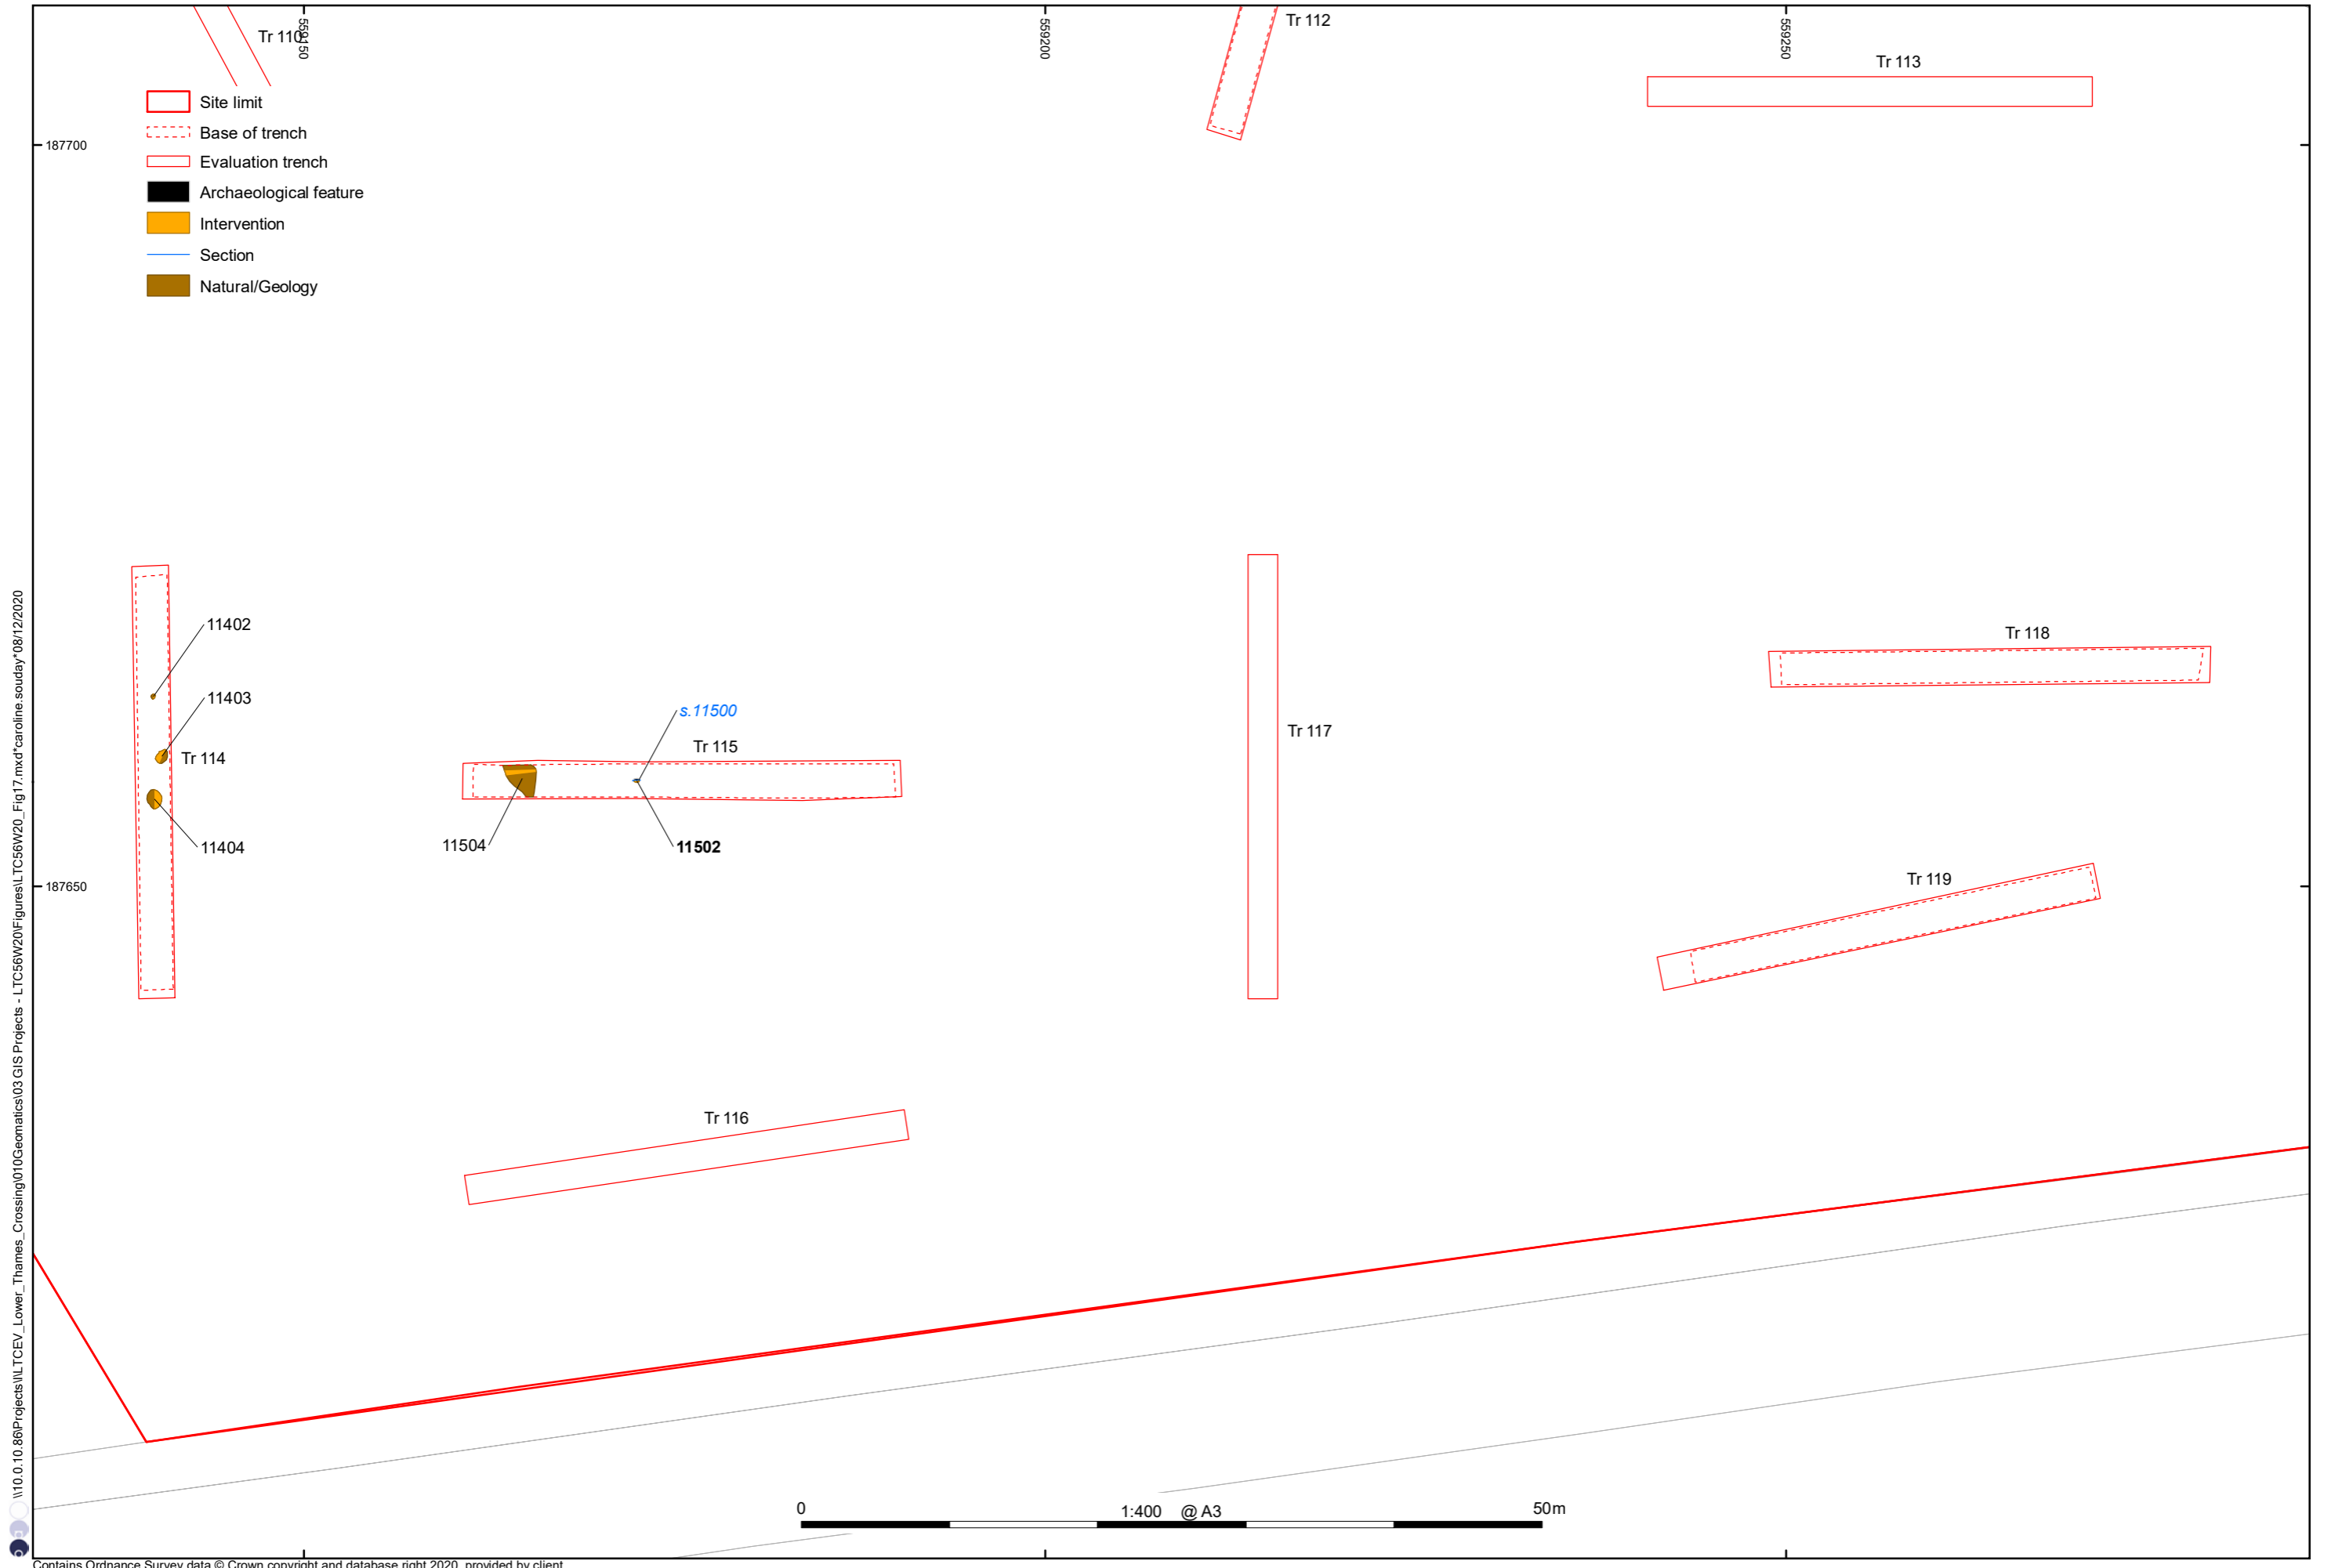 Tr 110
559150
559200
Tr 112
559250
Tr 113
Site limit
Base of trench
Evaluation trench
Archaeological feature
Intervention
Section
Natural/Geology
187700
11402
11403
Tr 114
11404
s.11500
Tr 115
11504
11502
Tr 117
Tr 118
Tr 119
187650
Tr 116
0
1:400 @ A3
50m
\\10.0.10.86\Projects\l\LTCEV_Lower_Thames_Crossing\010Geomatics\03 GIS Projects - LTC56W20\Figures\LTC56W20_Fig17.mxd*caroline.souday*08/12/2020
Contains Ordnance Survey data © Crown copyright and database right 2020, provided by client